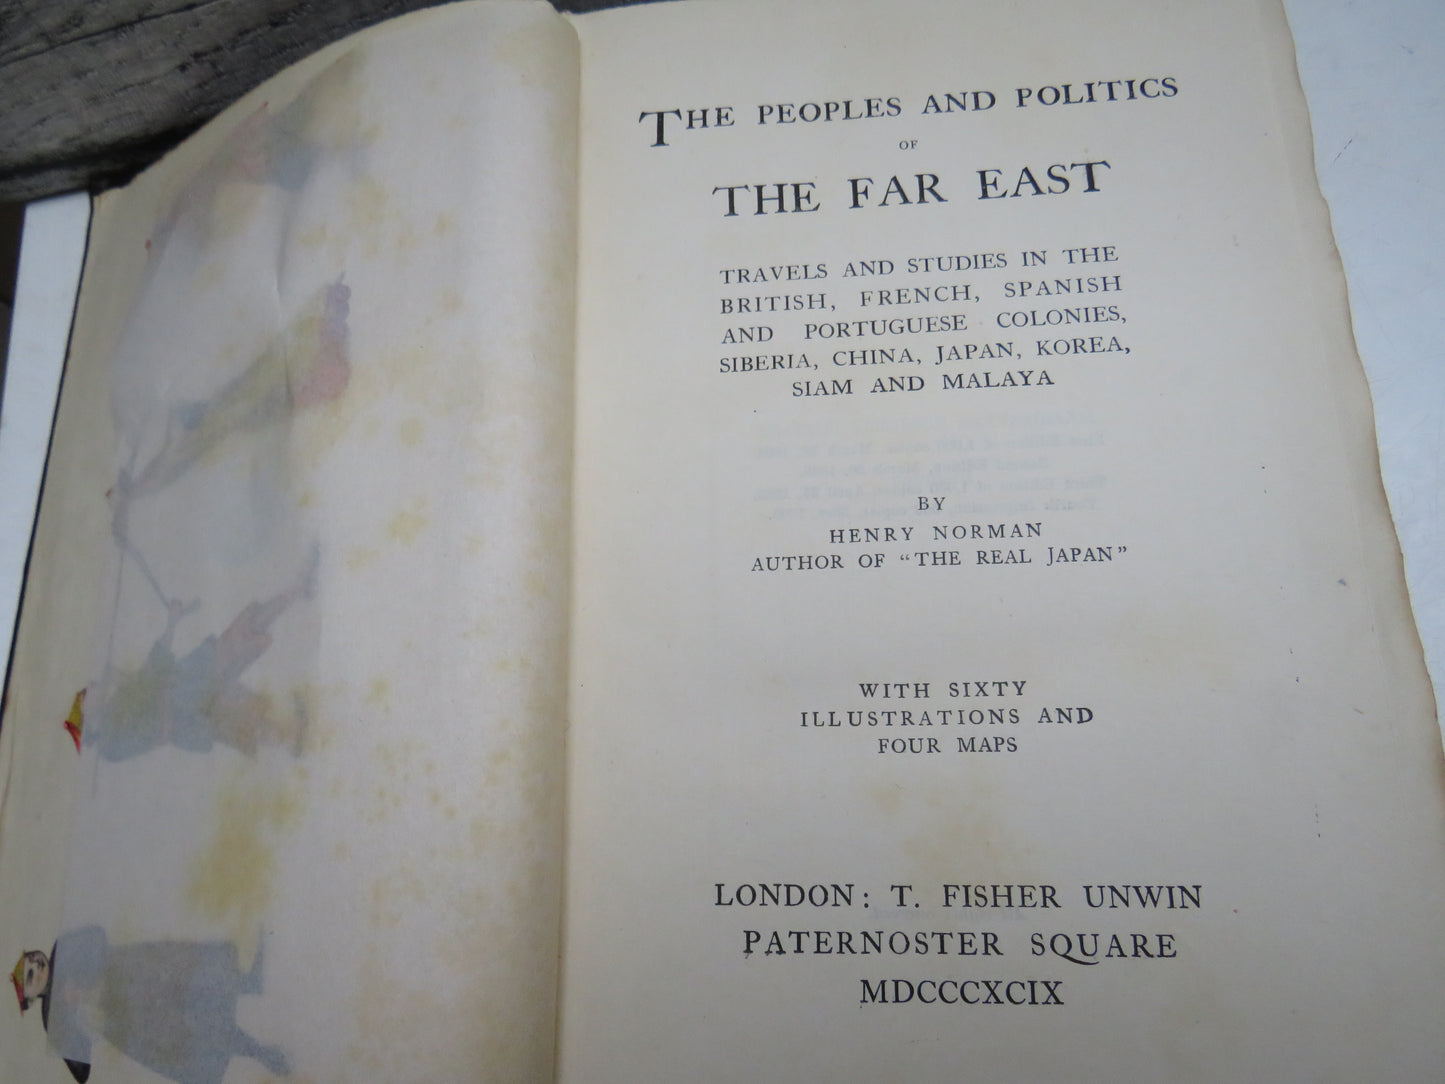 THE PEOPLES AND POLITICS
OF
THE FAR EAST
TRAVELS AND STUDIES IN THE
BRITISH, FRENCH, SPANISH
AND PORTUGUESE COLONIES,
SIBERIA, CHINA, JAPAN, KOREA,
SIAM AND MALAYA
BY
HENRY NORMAN
AUTHOR OF "THE REAL JAPAN"
WITH SIXTY
ILLUSTRATIONS AND
FOUR MAPS
LONDON: T. FISHER UNWIN
PATERNOSTER SQUARE
MDCCCXCIX